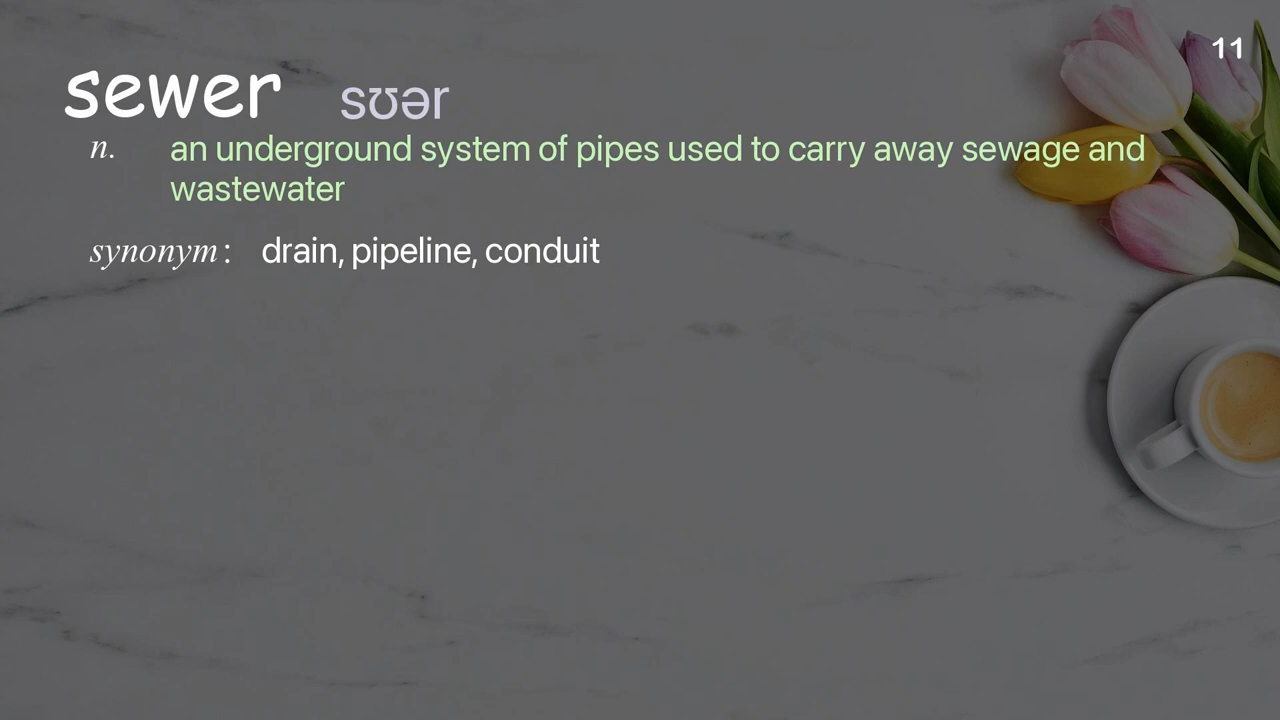 11
sewer sʊər
n. an underground system of pipes used to carry away sewage and
wastewater
synonym: drain, pipeline, conduit